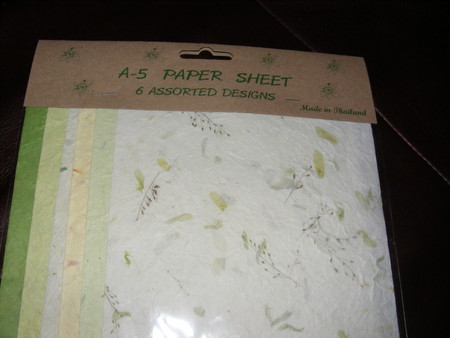 A-5 PAPER SHEET
6 ASSORTED DESIGNS
Made in Thailand